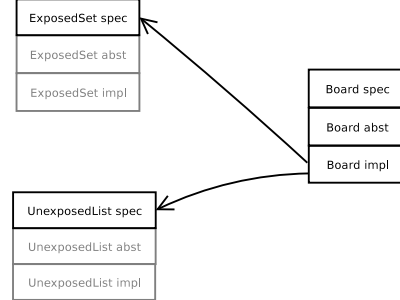 ExposedSet spec
ExposedSet abst
ExposedSet impl
Board spec
Board abst
Board impl
UnexposedList spec
UnexposedList abst
UnexposedList impl